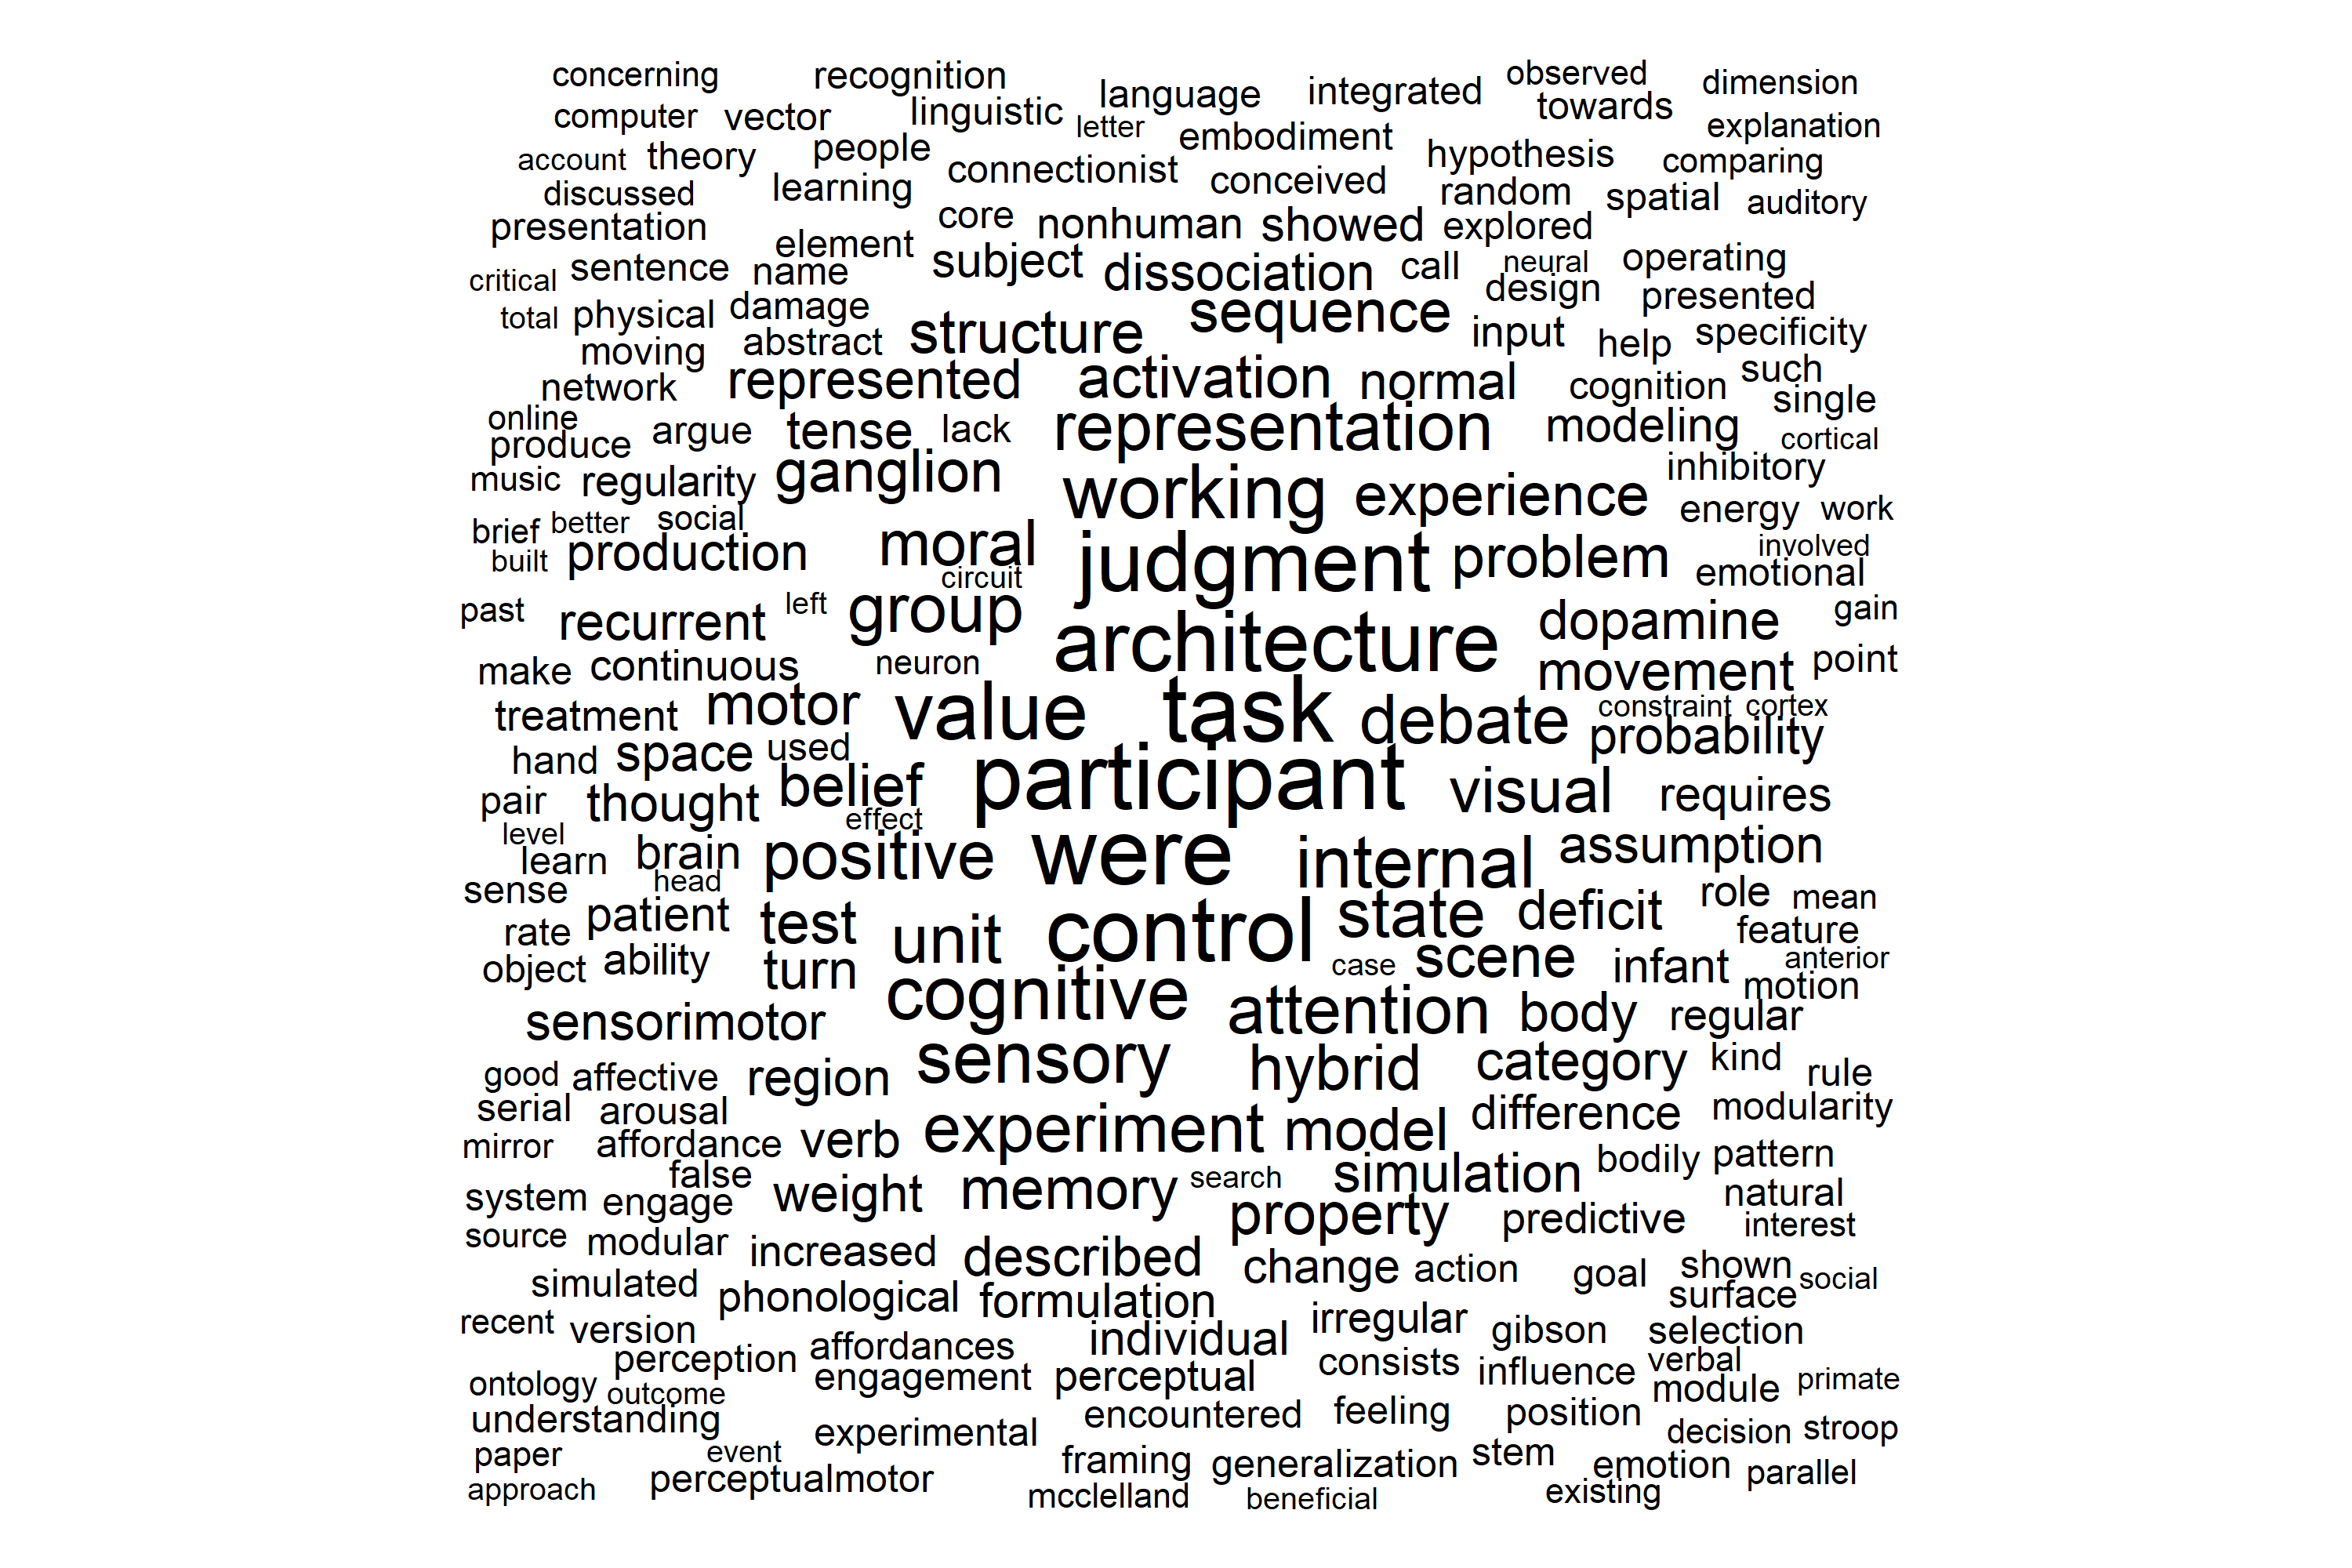 concerning recognition language integrated observed dimension
computer vector linguistic letter embodiment towards explanation
account theory people connectionist conceived hypothesis comparing
discussed learning core nonhuman showed random spatial auditory
presentation element subject dissociation call explored neural operating
critical sentence name design presented
total physical damage structure sequence input help specificity
moving abstract such
network represented activation normal cognition single
online produce argue tense lack representation modeling cortical
music regularity ganglion working experience inhibitory
brief better social energy work
built production moral judgment problem involved
circuit emotional
past recurrent left group architecture dopamine gain
make continuous neuron movement point
treatment motor value task debate constraint cortex
hand space used probability
pair thought belief participant visual requires
level effect
learn brain positive were internal assumption
sense head role mean
rate patient test unit control state deficit feature
object ability turn case scene infant anterior
cognitive motion
sensorimotor attention body regular
good affective region sensory hybrid category kind rule
serial arousal difference modularity
mirror affordance verb experiment model bodily pattern
false search simulation
system engage weight memory property predictive natural
source modular increased described change action goal shown interest
simulated phonological formulation surface social
recent version affordances individual irregular gibson selection
perception engagement perceptual consists influence verbal
ontology outcome module primate
understanding experimental encountered feeling position decision stroop
paper event framing generalization stem emotion parallel
approach perceptualmotor mcclelland beneficial existing